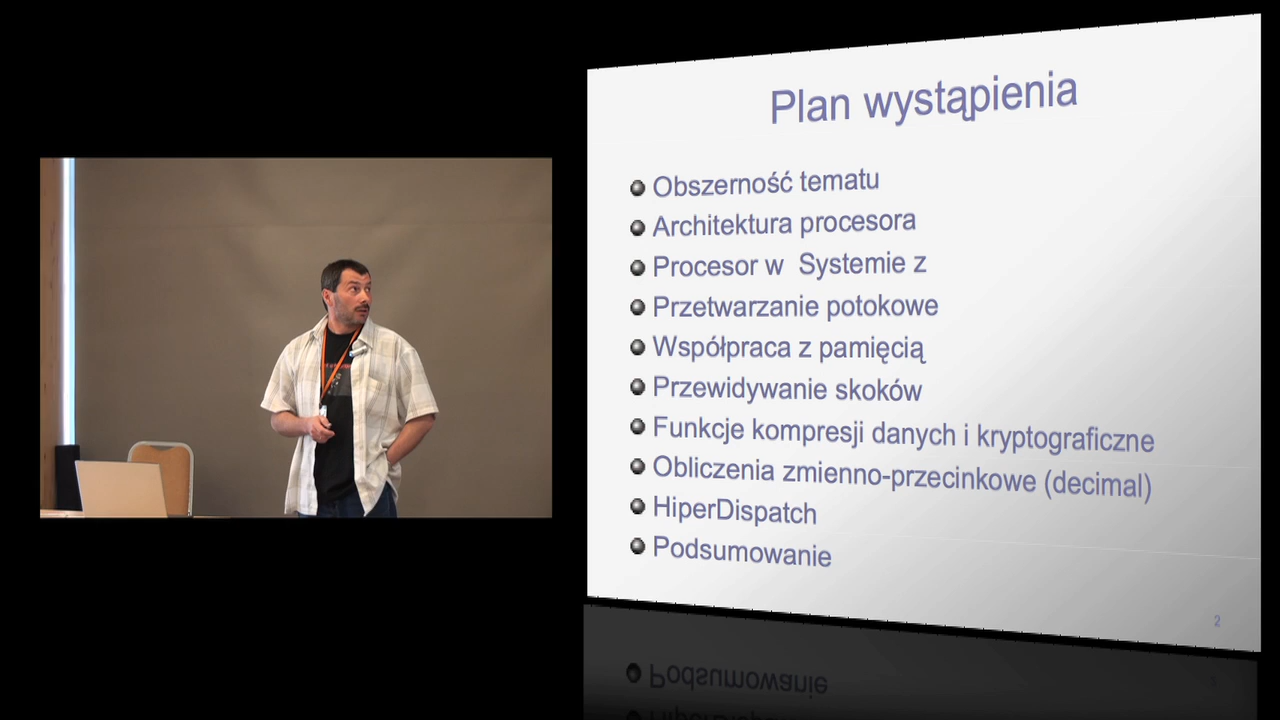 Plan wystąpienia
Obszerność tematu
Architektura procesora
Procesor w Systemie z
Przetwarzanie potokowe
Współpraca z pamięcią
Przewidywanie skoków
Funkcje kompresji danych i kryptograficzne
Obliczenia zmienno-przecinkowe (decimal)
HiperDispatch
Podsumowanie
2